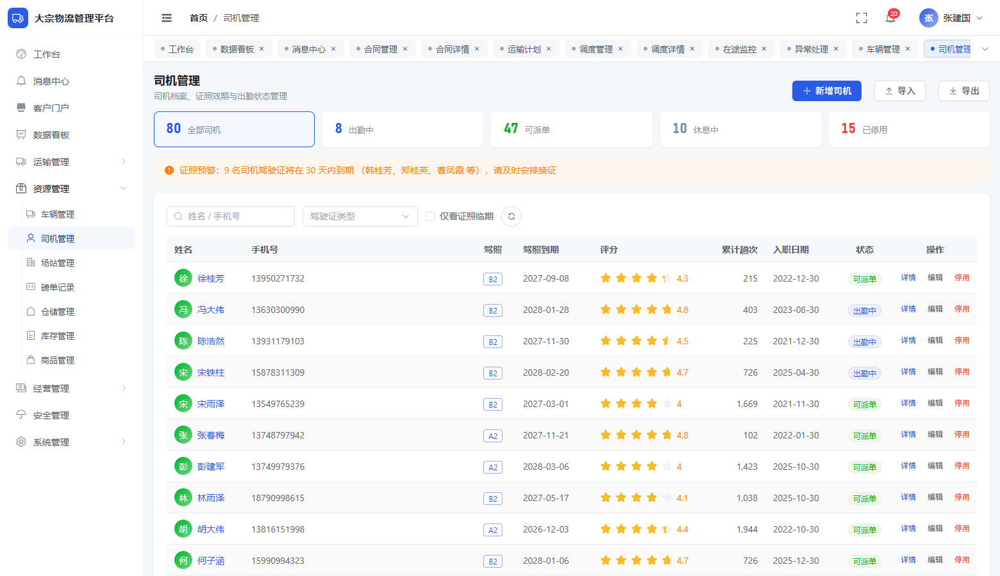 大宗物流管理平台
首页 / 司机管理
20
张 张建国
工作台 数据看板 × 消息中心 × 合同管理 × 合同详情 × 运输计划 × 调度管理 × 调度详情 × 在途监控 × 异常处理 × 车辆管理 × 司机管理
工作台
消息中心
客户门户
数据看板
运输管理
资源管理
车辆管理
司机管理
场站管理
磅单记录
仓储管理
库存管理
商品管理
经营管理
安全管理
系统管理
司机管理
司机档案、证照效期与出勤状态管理
新增司机 导入 导出
80 全部司机
8 出勤中
47 可派单
10 休息中
15 已停用
证照预警：9 名司机驾驶证将在 30 天内到期 （韩桂芳、郑桂英、曹凤霞 等），请及时安排换证
姓名 / 手机号 驾驶证类型 仅看证照临期
姓名 手机号 驾照 驾照到期 评分 累计趟次 入职日期 状态 操作
徐 徐桂芳 13950271732 B2 2027-09-08 4.3 215 2022-12-30 可派单 详情 编辑 停用
冯 冯大伟 13630300990 B2 2028-01-28 4.8 403 2023-08-30 出勤中 详情 编辑 停用
陈 陈浩然 13931179103 B2 2027-11-30 4.5 225 2021-12-30 出勤中 详情 编辑 停用
宋 宋铁柱 15878311309 B2 2028-02-20 4.7 726 2025-04-30 出勤中 详情 编辑 停用
宋 宋雨泽 13549765239 B2 2027-03-01 4 1,669 2021-11-30 可派单 详情 编辑 停用
张 张春梅 13748797942 A2 2027-11-21 4.8 102 2022-01-30 可派单 详情 编辑 停用
彭 彭建军 13749979376 A2 2028-03-06 4 1,423 2025-10-30 可派单 详情 编辑 停用
林 林雨泽 18790998615 B2 2027-05-17 4.1 1,038 2025-10-30 可派单 详情 编辑 停用
胡 胡大伟 13816151998 A2 2026-12-03 4.4 1,944 2022-10-30 可派单 详情 编辑 停用
何 何子涵 15990994323 B2 2028-01-06 4.7 726 2025-12-30 可派单 详情 编辑 停用